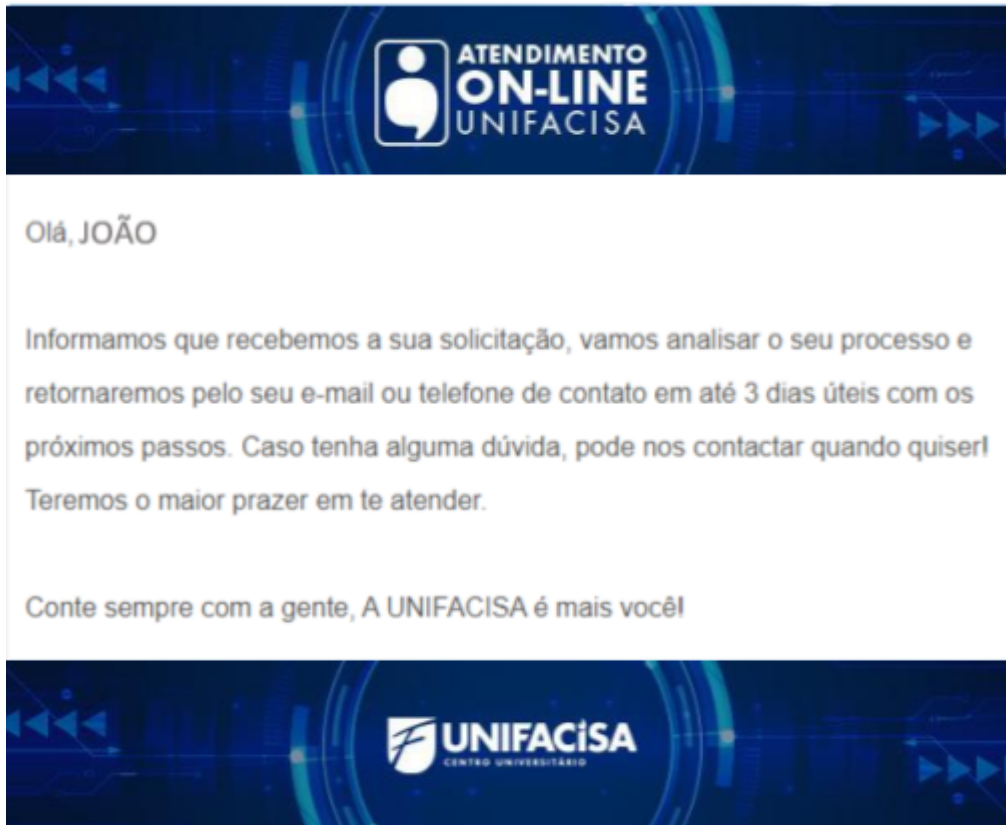 ATENDIMENTO
ON-LINE
UNIFACISA
Olá, JOÃO
Informamos que recebemos a sua solicitação, vamos analisar o seu processo e
retornaremos pelo seu e-mail ou telefone de contato em até 3 dias úteis com os
próximos passos. Caso tenha alguma dúvida, pode nos contactar quando quiser!
Teremos o maior prazer em te atender.
Conte sempre com a gente, A UNIFACISA é mais você!
UNIFACISA
CENTRO UNIVERSITÁRIO